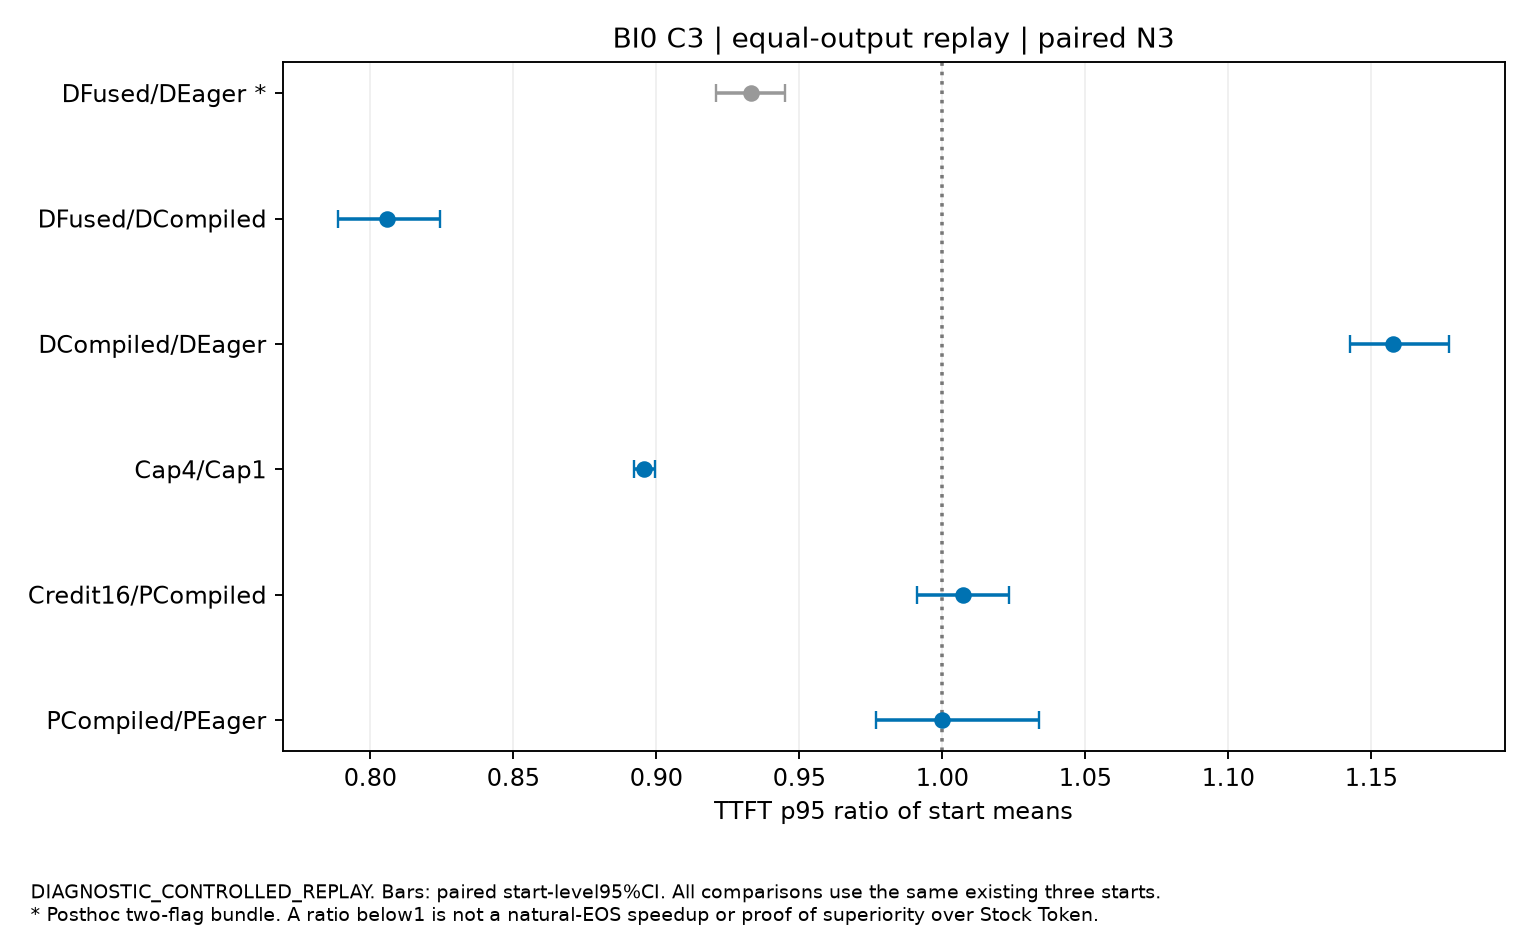 BI0 C3 | equal-output replay | paired N3
DFused/DEager *
DFused/DCompiled
DCompiled/DEager
Cap4/Cap1
Credit16/PCompiled
PCompiled/PEager
0.80 0.85 0.90 0.95 1.00 1.05 1.10 1.15
TTFT p95 ratio of start means
DIAGNOSTIC_CONTROLLED_REPLAY. Bars: paired start-level95%CI. All comparisons use the same existing three starts.
* Posthoc two-flag bundle. A ratio below1 is not a natural-EOS speedup or proof of superiority over Stock Token.